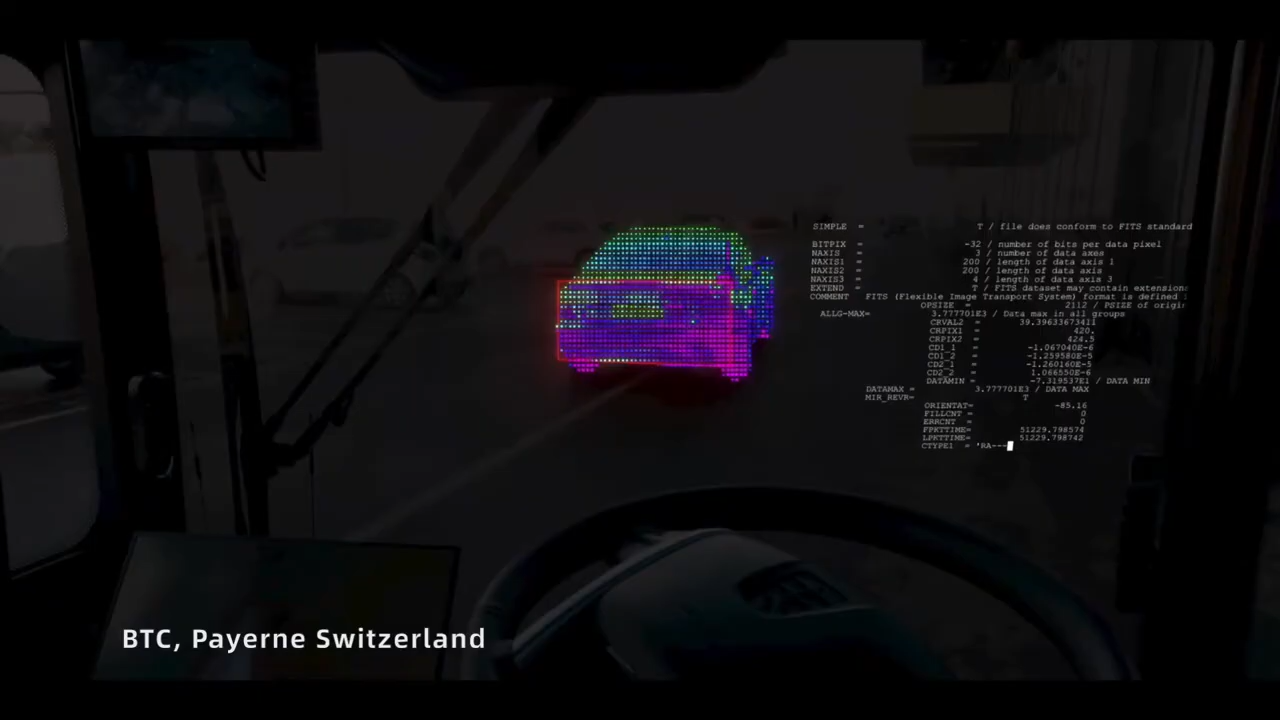 SIMPLE = T / file does conform to FITS standard
BITPIX = -32 / number of bits per data pixel
NAXIS = 3 / number of data axes
NAXIS1 = 200 / length of data axis 1
NAXIS2 = 200 / length of data axis
NAXIS3 = 4 / length of data axis 3
EXTEND = T / FITS dataset may contain extensions
COMMENT FITS (Flexible Image Transport System) format is defined
OPSIZE = 2112 / PSIZE of origi
ALLG-MAX= 3.777701E3 / Data max in all groups
CRVAL2 = 39.39633673411
CRPIX1 = 420.
CRPIX2 = 424.5
CD1_1 = -1.067040E-6
CD1_2 = -1.259580E-5
CD2_1 = -1.260160E-5
CD2_2 = 1.066550E-6
DATAMIN = -7.319537E1 / DATA MIN
DATAMAX = 3.777701E3 / DATA MAX
MIR_REVR= T
ORIENTAT= -85.16
FILLCNT = 0
ERRCNT = 0
FPKTTIME= 51229.798574
LPKTTIME= 51229.798742
CTYPE1 = 'RA---
BTC, Payerne Switzerland